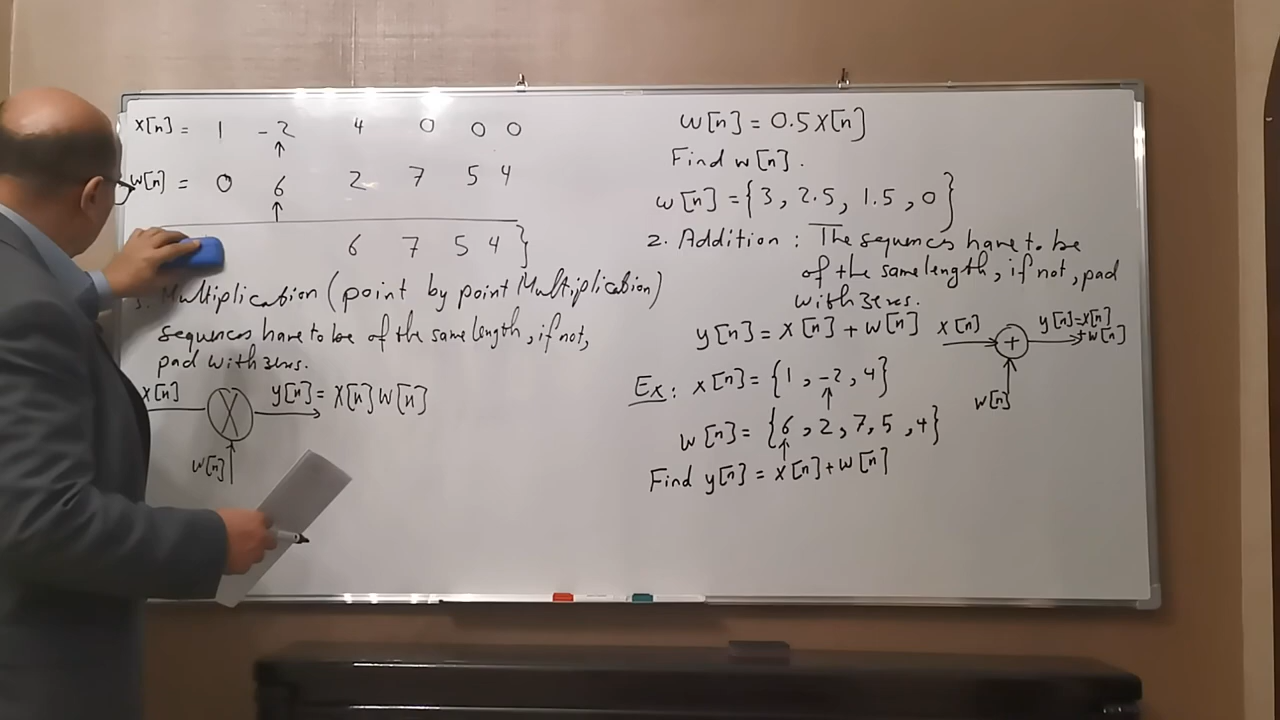 x[n] = 1 -2 4 0 0 0
↑
w[n] = 0 6 2 7 5 4
↑
6 7 5 4 }
3. Multiplication (point by point Multiplication)
sequences have to be of the same length, if not,
pad with zeros.
x[n] X y[n] = x[n] w[n]
w[n]
w[n] = 0.5 x[n]
Find w[n].
w[n] = {3, 2.5, 1.5, 0}
2. Addition : The sequences have to be
of the same length, if not, pad
with zeros.
y[n] = x[n] + w[n]
x[n] + y[n] = x[n]
+ w[n]
w[n]
Ex: x[n] = {1, -2, 4}
↑
w[n] = {6, 2, 7, 5, 4}
↑
Find y[n] = x[n] + w[n]